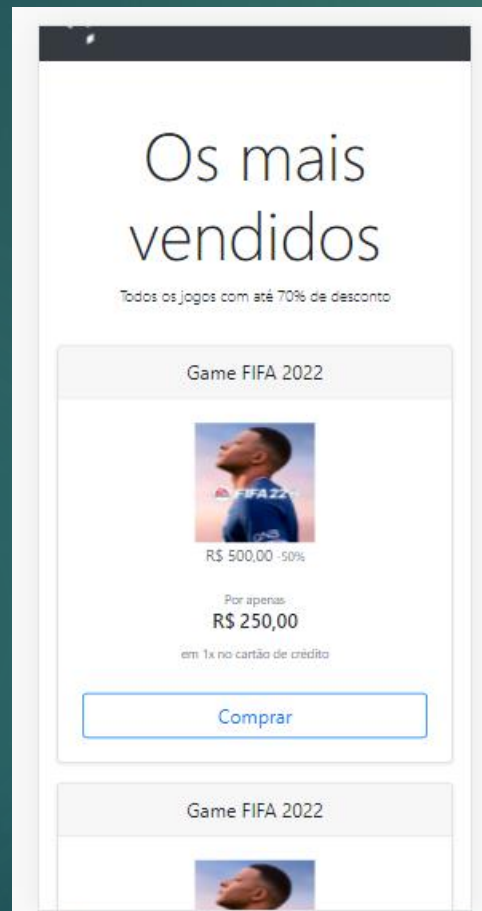 Os mais
vendidos
Todos os jogos com até 70% de desconto
Game FIFA 2022
FIFA 22
R$ 500,00 -50%
Por apenas
R$ 250,00
em 1x no cartão de crédito
Comprar
Game FIFA 2022